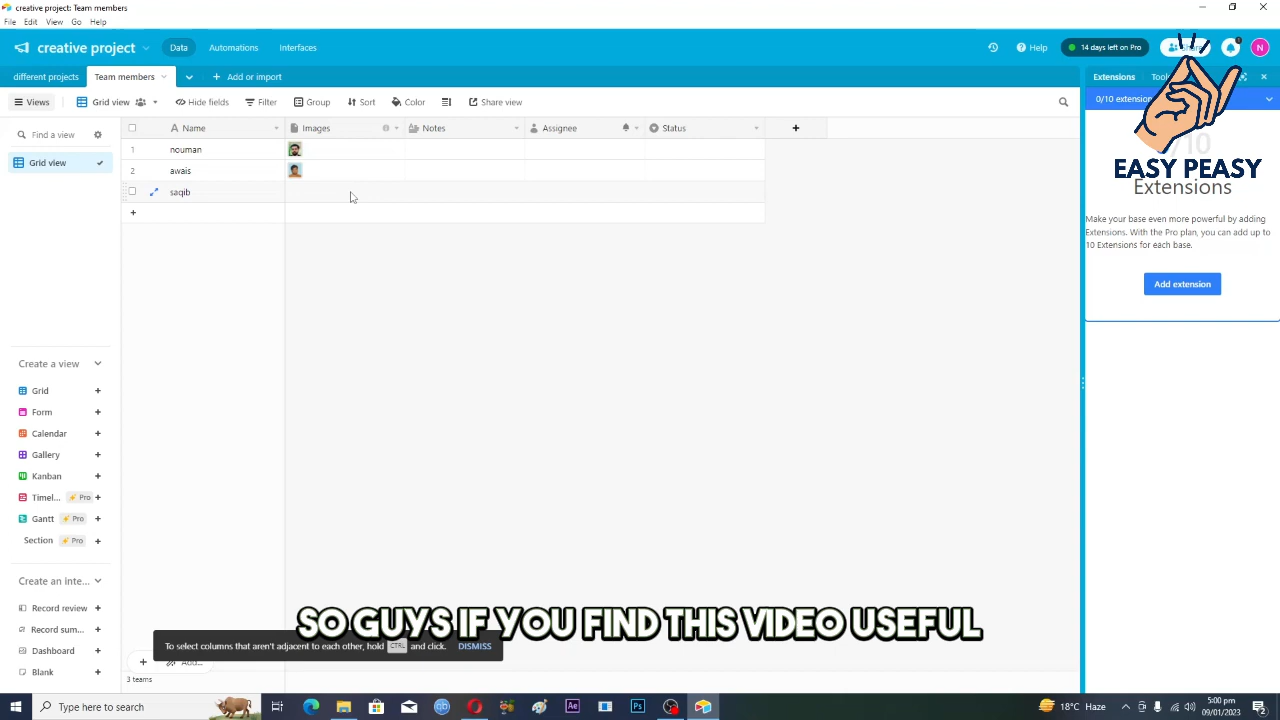 creative project: Team members
File Edit View Go Help
creative project Data Automations Interfaces Help 14 days left on Pro N
different projects Team members Add or import Extensions
Views Grid view Hide fields Filter Group Sort Color Share view 0/10
Find a view Name Images Notes Assignee Status
Grid view 1 nouman
2 awais
saqib
EASY PEASY
Extensions
Make your base even more powerful by adding
Extensions. With the Pro plan, you can add up to
10 Extensions for each base.
Add extension
Create a view
Grid
Form
Calendar
Gallery
Kanban
Timel... Pro
Gantt Pro
Section Pro
Create an inte...
Record review
Record sum...
Dashboard
Blank
SO GUYS IF YOU FIND THIS VIDEO USEFUL
To select columns that aren't adjacent to each other, hold CTRL and click. DISMISS
Add...
3 teams
Type here to search
18°C Haze
5:00 pm
09/01/2023